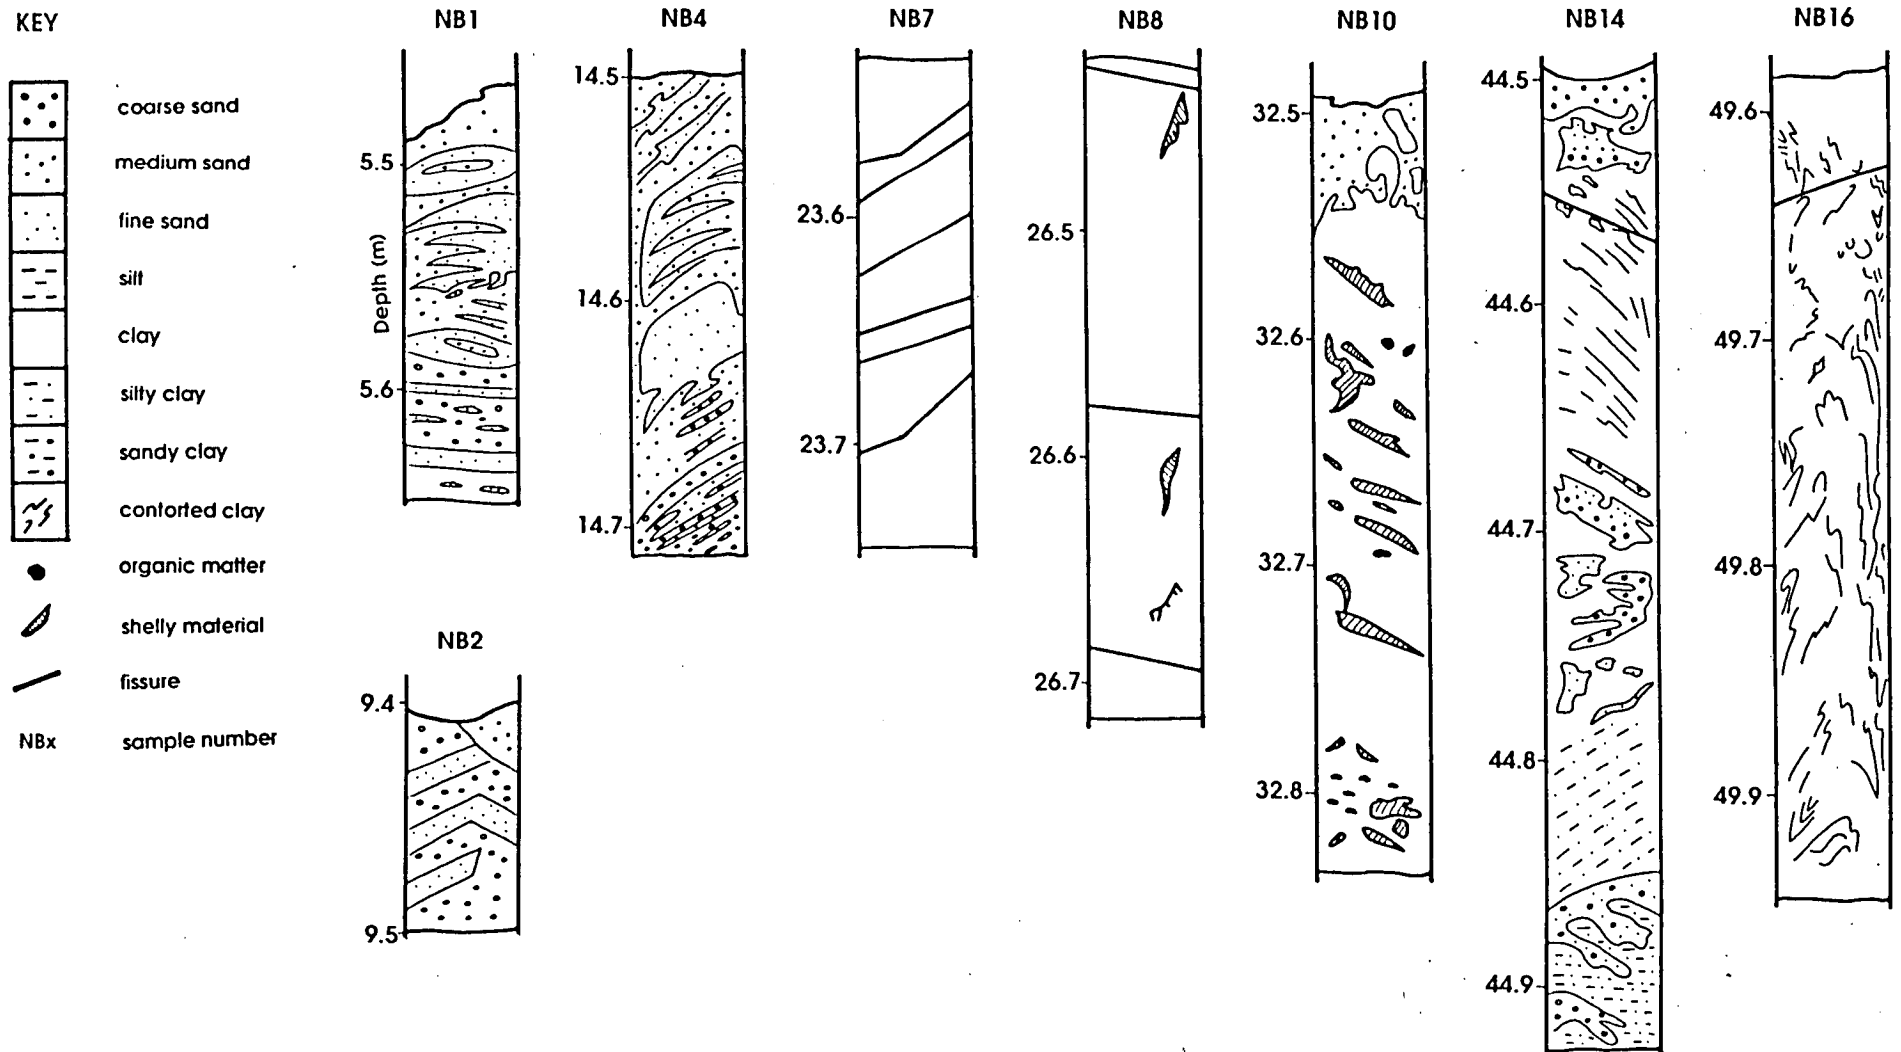 KEY
coarse sand
medium sand
fine sand
silt
clay
silty clay
sandy clay
contorted clay
organic matter
shelly material
fissure
NBx sample number
Depth (m)
NB1
5.5
5.6
NB2
9.4
9.5
NB4
14.5
14.6
14.7
NB7
23.6
23.7
NB8
26.5
26.6
26.7
NB10
32.5
32.6
32.7
32.8
NB14
44.5
44.6
44.7
44.8
44.9
NB16
49.6
49.7
49.8
49.9